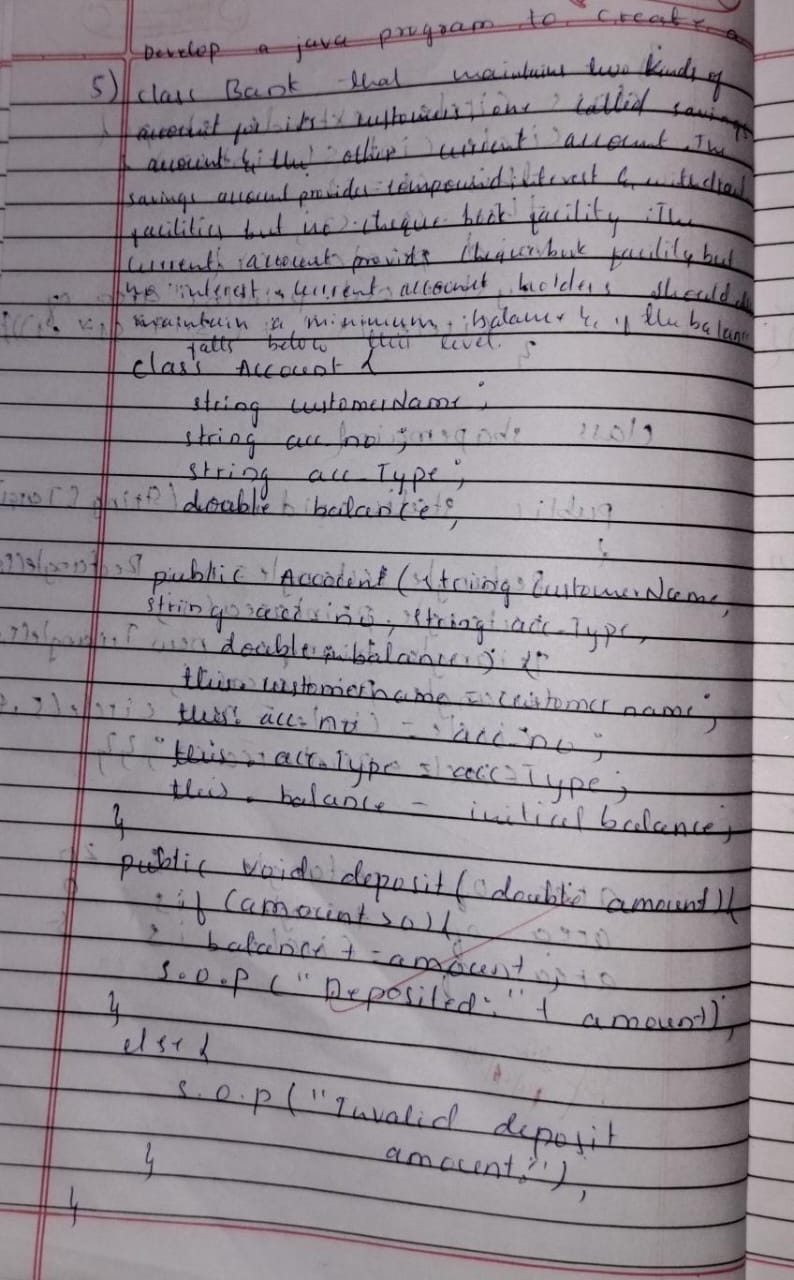 Develop a java program to create a
5) class Bank that maintains two kinds of
account for its customers, one called savings
account & the other current account. The
savings account provides compound interest & withdrawal
facilities but no cheque book facility. The
current account provides cheque book facility but
no interest. Current account holders should
maintain a minimum balance & if the balance
falls below this level.
class Account {
string customerName;
string acc_no;
string acc_Type;
double balance;
public Account (string customerName,
string acc_no, string acc_Type,
double balance) {
this.customername = customer name;
this. acc_no = acc_no;
this. acc_Type = acc_Type;
this. balance = initial balance;
}
public void deposit( double amount){
if (amount >0){
balance + = amount;
S.O.P ("Deposited:" + amount);
}
else {
S.O.P ("Invalid deposit
amount.");
}
}